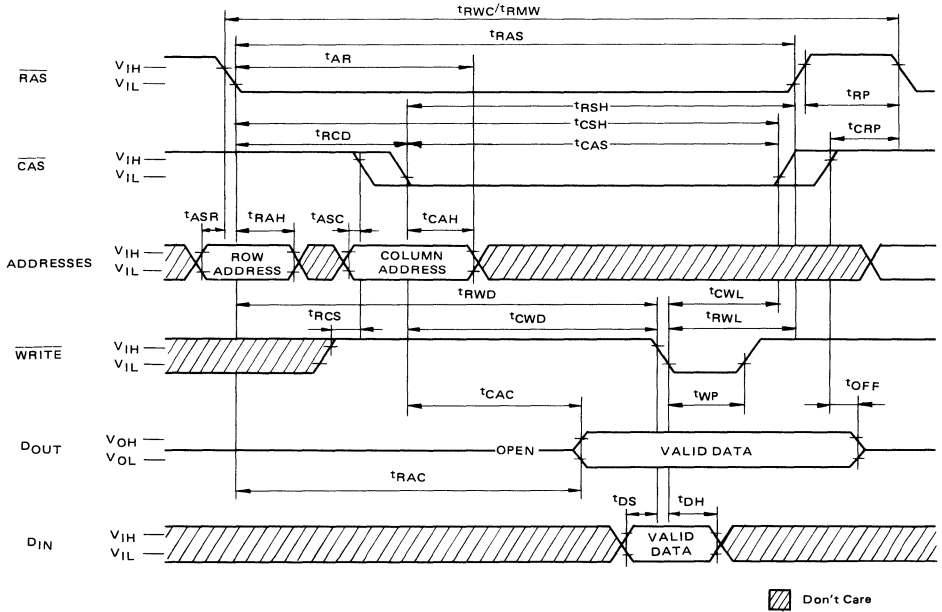 tRWC/tRMW
tRAS
tAR
RAS
VIH
VIL
tRP
tRSH
tCSH
tRCD
tCAS
tCRP
CAS
VIH
VIL
tASR
tRAH
tASC
tCAH
ADDRESSES
VIH
VIL
ROW
ADDRESS
COLUMN
ADDRESS
tRWD
tCWL
tRCS
tCWD
tRWL
WRITE
VIH
VIL
tWP
tOFF
tCAC
DOUT
VOH
VOL
OPEN
VALID DATA
tRAC
tDS
tDH
DIN
VIH
VIL
VALID
DATA
Don't Care